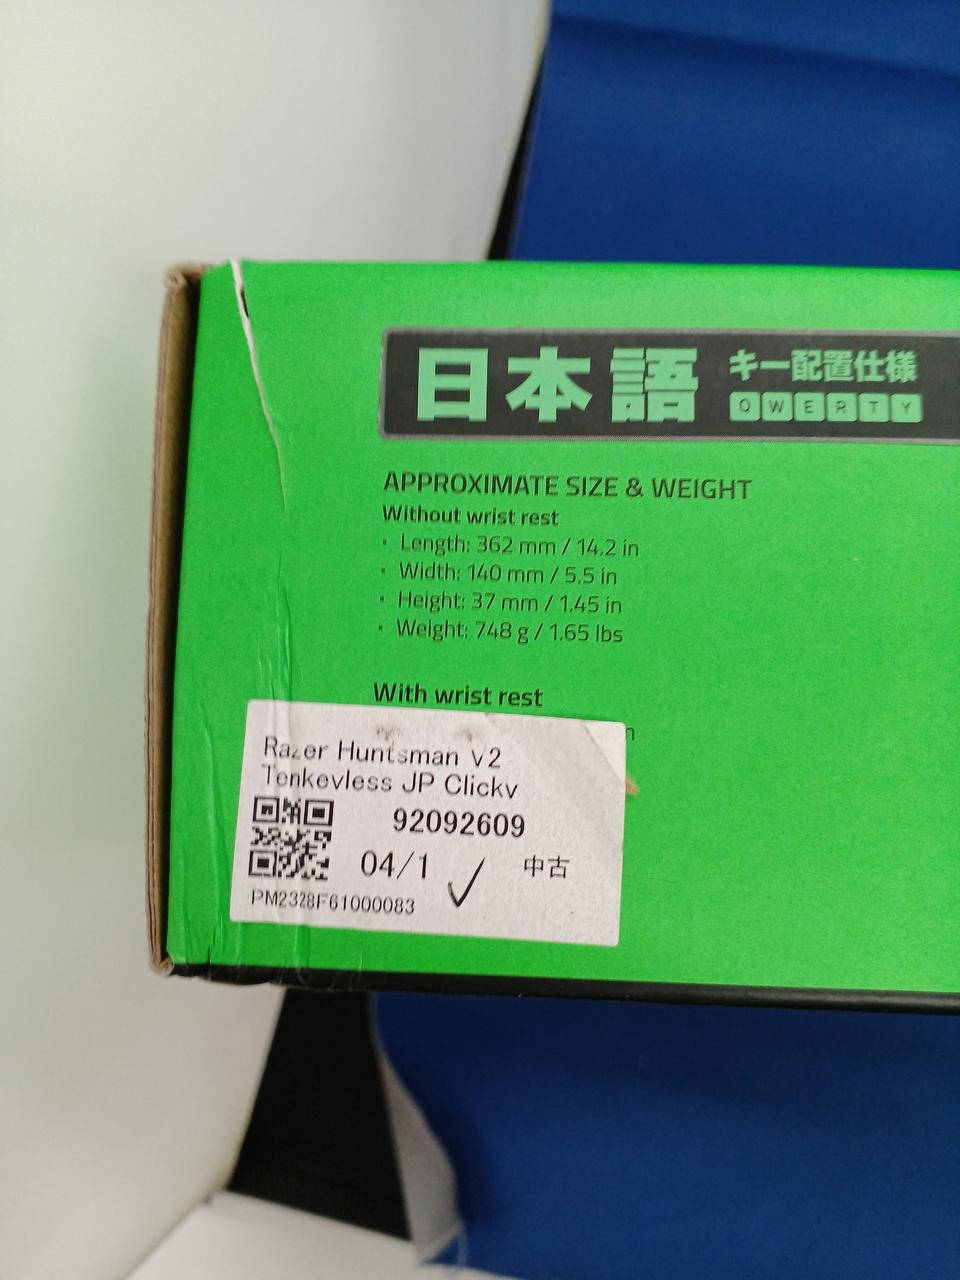 日本語
キー配置仕様
QWERTY
APPROXIMATE SIZE & WEIGHT
Without wrist rest
· Length: 362 mm / 14.2 in
· Width: 140 mm / 5.5 in
· Height: 37 mm / 1.45 in
· Weight: 748 g / 1.65 lbs
With wrist rest
Razer Huntsman V2
Tenkeyless JP Clicky
92092609
04/1 ✓ 中古
PM2328F61000083